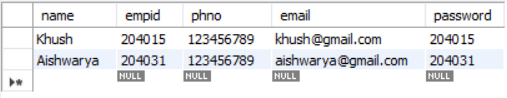 name empid phno email password
Khush 204015 123456789 khush@gmail.com 204015
Aishwarya 204031 123456789 aishwarya@gmail.com 204031
NULL NULL NULL NULL NULL